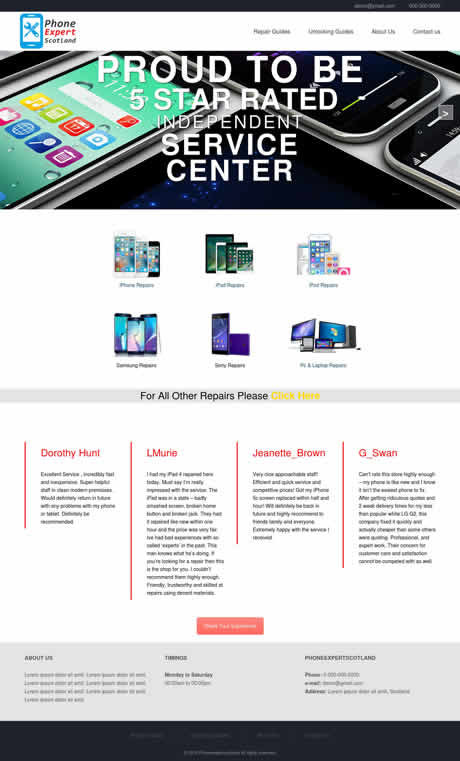 demo@ymail.com 000 000 0000
Phone
Expert
Scotland
Repair Guides Unlocking Guides About Us Contact us
PROUD TO BE
5 STAR RATED
INDEPENDENT
SERVICE
CENTER
>
iPhone Repairs iPad Repairs iPod Repairs
Samsung Repairs Sony Repairs Pc & Laptop Repairs
For All Other Repairs Please Click Here
Dorothy Hunt
Excellent Service , incredibly fast
and inexpensive. Super helpful
staff in clean modern premises.
Would definitely return in future
with any problems with my phone
or tablet. Definitely be
recommended.
LMurie
I had my iPad 4 repaired here
today. Must say I'm really
impressed with the service. The
iPad was in a state – badly
smashed screen, broken home
button and broken jack. They had
it repaired like new within one
hour and the price was very fair.
Ive had bad experiences with so-
called 'experts' in the past. This
man knows what he's doing. If
you're looking for a repair then this
is the shop for you. I couldn't
recommend them highly enough.
Friendly, trustworthy and skilled at
repairs using decent materials.
Jeanette_Brown
Very nice approachable staff!
Efficient and quick service and
competitive prices! Got my iPhone
5s screen replaced within half and
hour! Will definitely be back in
future and highly recommend to
friends family and everyone.
Extremely happy with the service I
received
G_Swan
Can't rate this store highly enough
– my phone is like new and I know
it isn't the easiest phone to fix.
After getting ridiculous quotes and
2 week delivery times for my less
than popular white LG G2, this
company fixed it quickly and
actually cheaper than some others
were quoting. Professional, and
expert work. Their concern for
customer care and satisfaction
cannot be competed with as well.
Share Your Experience
ABOUT US
Lorem ipsum dolor sit amit. Lorem ipsum dolor sit amit.
Lorem ipsum dolor sit amit. Lorem ipsum dolor sit amit.
Lorem ipsum dolor sit amit. Lorem ipsum dolor sit amit.
TIMINGS
Monday to Saturday
00:00am to 00:00pm.
PHONEEXPERTSCOTLAND
Phone: 0 000-000-0000
e-mail: demo@ymail.com
Address: Lorem ipsum dolor sit amit, Scotland